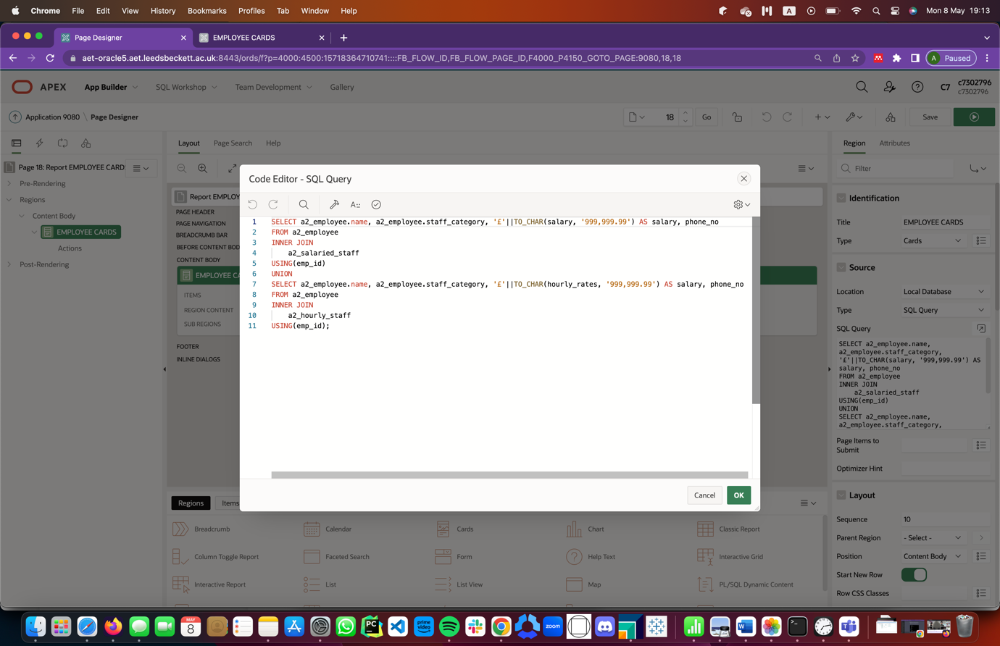 Chrome File Edit View History Bookmarks Profiles Tab Window Help
A
Mon 8 May 19:13
Page Designer
EMPLOYEE CARDS
aet-oracle5.aet.leedsbeckett.ac.uk:8443/ords/f?p=4000:4500:15718364710741::::FB_FLOW_ID,FB_FLOW_PAGE_ID,F4000_P4150_GOTO_PAGE:9080,18,18
A Paused
APEX
App Builder
SQL Workshop
Team Development
Gallery
C7
c7302796
c7302796
Application 9080 \ Page Designer
18
Go
Save
Layout Page Search Help
Region Attributes
Page 18: Report EMPLOYEE CARD
Pre-Rendering
Regions
Content Body
EMPLOYEE CARDS
Actions
Post-Rendering
Report EMPLOY
PAGE HEADER
PAGE NAVIGATION
BREADCRUMB BAR
BEFORE CONTENT BOD
CONTENT BODY
EMPLOYEE CA
ITEMS
REGION CONTENT
SUB REGIONS
FOOTER
INLINE DIALOGS
Code Editor - SQL Query
A
1 SELECT a2_employee.name, a2_employee.staff_category, '£'||TO_CHAR(salary, '999,999.99') AS salary, phone_no
2 FROM a2_employee
3 INNER JOIN
4 a2_salaried_staff
5 USING(emp_id)
6 UNION
7 SELECT a2_employee.name, a2_employee.staff_category, '£'||TO_CHAR(hourly_rates, '999,999.99') AS salary, phone_no
8 FROM a2_employee
9 INNER JOIN
10 a2_hourly_staff
11 USING(emp_id);
Cancel
OK
Filter
Identification
Title EMPLOYEE CARDS
Type Cards
Source
Location Local Database
Type SQL Query
SQL Query
SELECT a2_employee.name,
a2_employee.staff_category,
'£'||TO_CHAR(salary, '999,999.99') AS
salary, phone_no
FROM a2_employee
INNER JOIN
a2_salaried_staff
USING(emp_id)
UNION
SELECT a2_employee.name,
a2_employee.staff_category,
Page Items to
Submit
Optimizer Hint
Layout
Sequence 10
Parent Region - Select -
Position Content Body
Start New Row
Row CSS Classes
Regions Items
Breadcrumb Calendar Cards Chart Classic Report
Column Toggle Report Faceted Search Form Help Text Interactive Grid
Interactive Report List List View Map PL/SQL Dynamic Content
MAY
8
PC
prime
video
zoom
W